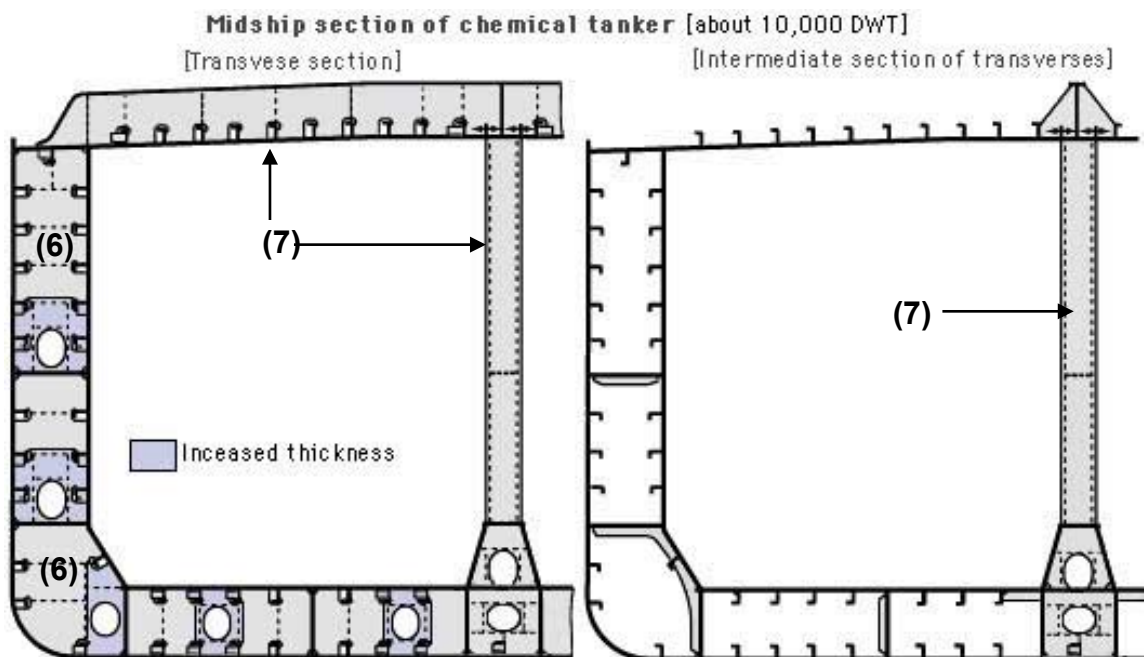 Midship section of chemical tanker [about 10,000 DWT]
[Transvese section]
[Intermediate section of transverses]
(6)
(7)
(7)
Inceased thickness
(6)